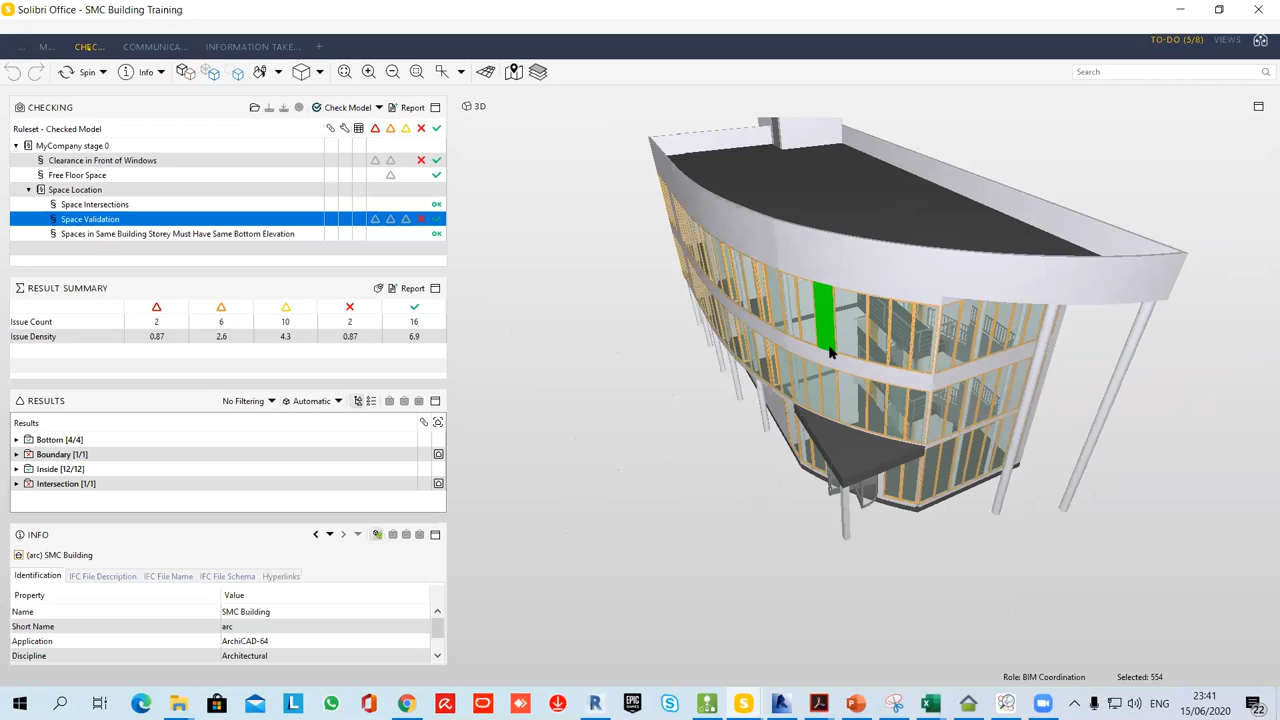 Solibri Office - SMC Building Training
... M... CHEC... COMMUNICA... INFORMATION TAKE... +
TO-DO (5/8) VIEWS
Spin Info Search
CHECKING Check Model Report
3D
Ruleset - Checked Model
MyCompany stage 0
§ Clearance in Front of Windows
§ Free Floor Space
Space Location
§ Space Intersections OK
§ Space Validation
§ Spaces in Same Building Storey Must Have Same Bottom Elevation OK
RESULT SUMMARY Report
Issue Count 2 6 10 2 16
Issue Density 0.87 2.6 4.3 0.87 6.9
RESULTS No Filtering Automatic
Results
Bottom [4/4]
Boundary [1/1]
Inside [12/12]
Intersection [1/1]
INFO
(arc) SMC Building
Identification IFC File Description IFC File Name IFC File Schema Hyperlinks
Property Value
Name SMC Building
Short Name arc
Application ArchiCAD-64
Discipline Architectural
Role: BIM Coordination Selected: 554
ENG 23:41
15/06/2020 22